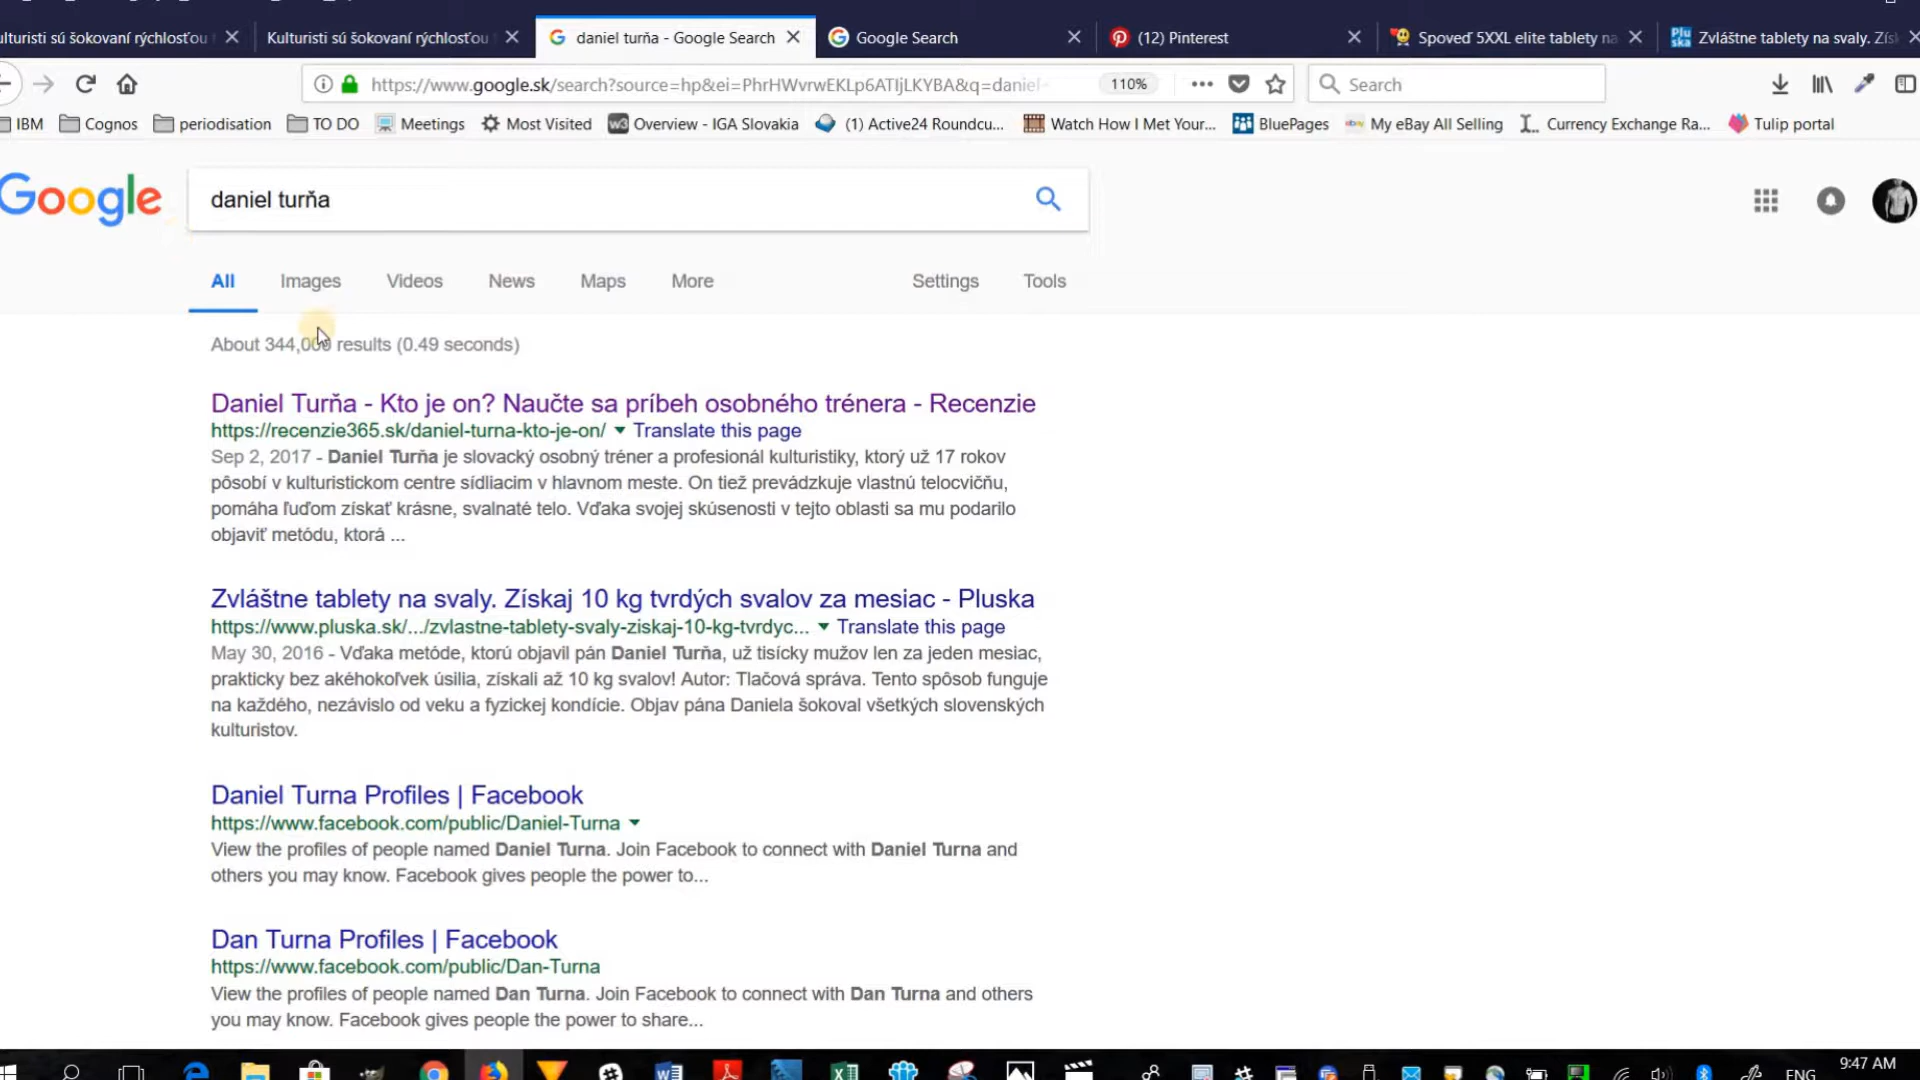 ulturisti sú šokovaní rýchlosťou
Kulturisti sú šokovaní rýchlosťou
daniel turňa - Google Search
Google Search
(12) Pinterest
Spoveď 5XXL elite tablety na
Zvláštne tablety na svaly. Zís
https://www.google.sk/search?source=hp&ei=PhrHWvrwEKLp6ATIjLKYBA&q=daniel-
110%
Search
IBM
Cognos
periodisation
TO DO
Meetings
Most Visited
Overview - IGA Slovakia
(1) Active24 Roundcu...
Watch How I Met Your...
BluePages
My eBay All Selling
Currency Exchange Ra...
Tulip portal
Google
daniel turňa
All
Images
Videos
News
Maps
More
Settings
Tools
About 344,000 results (0.49 seconds)
Daniel Turňa - Kto je on? Naučte sa príbeh osobného trénera - Recenzie
https://recenzie365.sk/daniel-turna-kto-je-on/ Translate this page
Sep 2, 2017 - Daniel Turňa je slovacký osobný tréner a profesionál kulturistiky, ktorý už 17 rokov
pôsobí v kulturistickom centre sídliacim v hlavnom meste. On tiež prevádzkuje vlastnú telocvičňu,
pomáha ľuďom získať krásne, svalnaté telo. Vďaka svojej skúsenosti v tejto oblasti sa mu podarilo
objaviť metódu, ktorá ...
Zvláštne tablety na svaly. Získaj 10 kg tvrdých svalov za mesiac - Pluska
https://www.pluska.sk/.../zvlastne-tablety-svaly-ziskaj-10-kg-tvrdyc... Translate this page
May 30, 2016 - Vďaka metóde, ktorú objavil pán Daniel Turňa, už tisícky mužov len za jeden mesiac,
prakticky bez akéhokoľvek úsilia, získali až 10 kg svalov! Autor: Tlačová správa. Tento spôsob funguje
na každého, nezávislo od veku a fyzickej kondície. Objav pána Daniela šokoval všetkých slovenských
kulturistov.
Daniel Turna Profiles | Facebook
https://www.facebook.com/public/Daniel-Turna
View the profiles of people named Daniel Turna. Join Facebook to connect with Daniel Turna and
others you may know. Facebook gives people the power to...
Dan Turna Profiles | Facebook
https://www.facebook.com/public/Dan-Turna
View the profiles of people named Dan Turna. Join Facebook to connect with Dan Turna and others
you may know. Facebook gives people the power to share...
ENG
9:47 AM